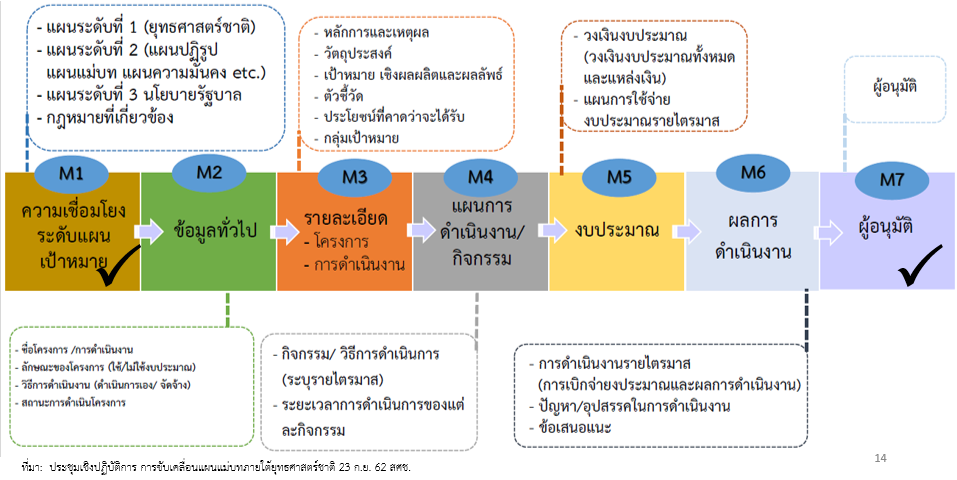 - แผนระดับที่ 1 (ยุทธศาสตร์ชาติ)
- แผนระดับที่ 2 (แผนปฏิรูป
แผนแม่บท แผนความมั่นคง etc.)
- แผนระดับที่ 3 นโยบายรัฐบาล
- กฎหมายที่เกี่ยวข้อง
- หลักการและเหตุผล
- วัตถุประสงค์
- เป้าหมาย เชิงผลผลิตและผลลัพธ์
- ตัวชี้วัด
- ประโยชน์ที่คาดว่าจะได้รับ
- กลุ่มเป้าหมาย
- วงเงินงบประมาณ
(วงเงินงบประมาณทั้งหมด
และแหล่งเงิน)
- แผนการใช้จ่าย
งบประมาณรายไตรมาส
ผู้อนุมัติ
M1
ความเชื่อมโยง
ระดับแผน
เป้าหมาย
M2
ข้อมูลทั่วไป
M3
รายละเอียด
- โครงการ
- การดำเนินงาน
M4
แผนการ
ดำเนินงาน/
กิจกรรม
M5
งบประมาณ
M6
ผลการ
ดำเนินงาน
M7
ผู้อนุมัติ
- ชื่อโครงการ /การดำเนินงาน
- ลักษณะของโครงการ (ใช้/ไม่ใช้งบประมาณ)
- วิธีการดำเนินงาน (ดำเนินการเอง/ จัดจ้าง)
- สถานะการดำเนินโครงการ
- กิจกรรม/ วิธีการดำเนินการ
(ระบุรายไตรมาส)
- ระยะเวลาการดำเนินการของแต่
ละกิจกรรม
- การดำเนินงานรายไตรมาส
(การเบิกจ่ายงประมาณและผลการดำเนินงาน)
- ปัญหา/อุปสรรคในการดำเนินงาน
- ข้อเสนอแนะ
14
ที่มา: ประชุมเชิงปฏิบัติการ การขับเคลื่อนแผนแม่บทภายใต้ยุทธศาสตร์ชาติ 23 ก.ย. 62 สศช.